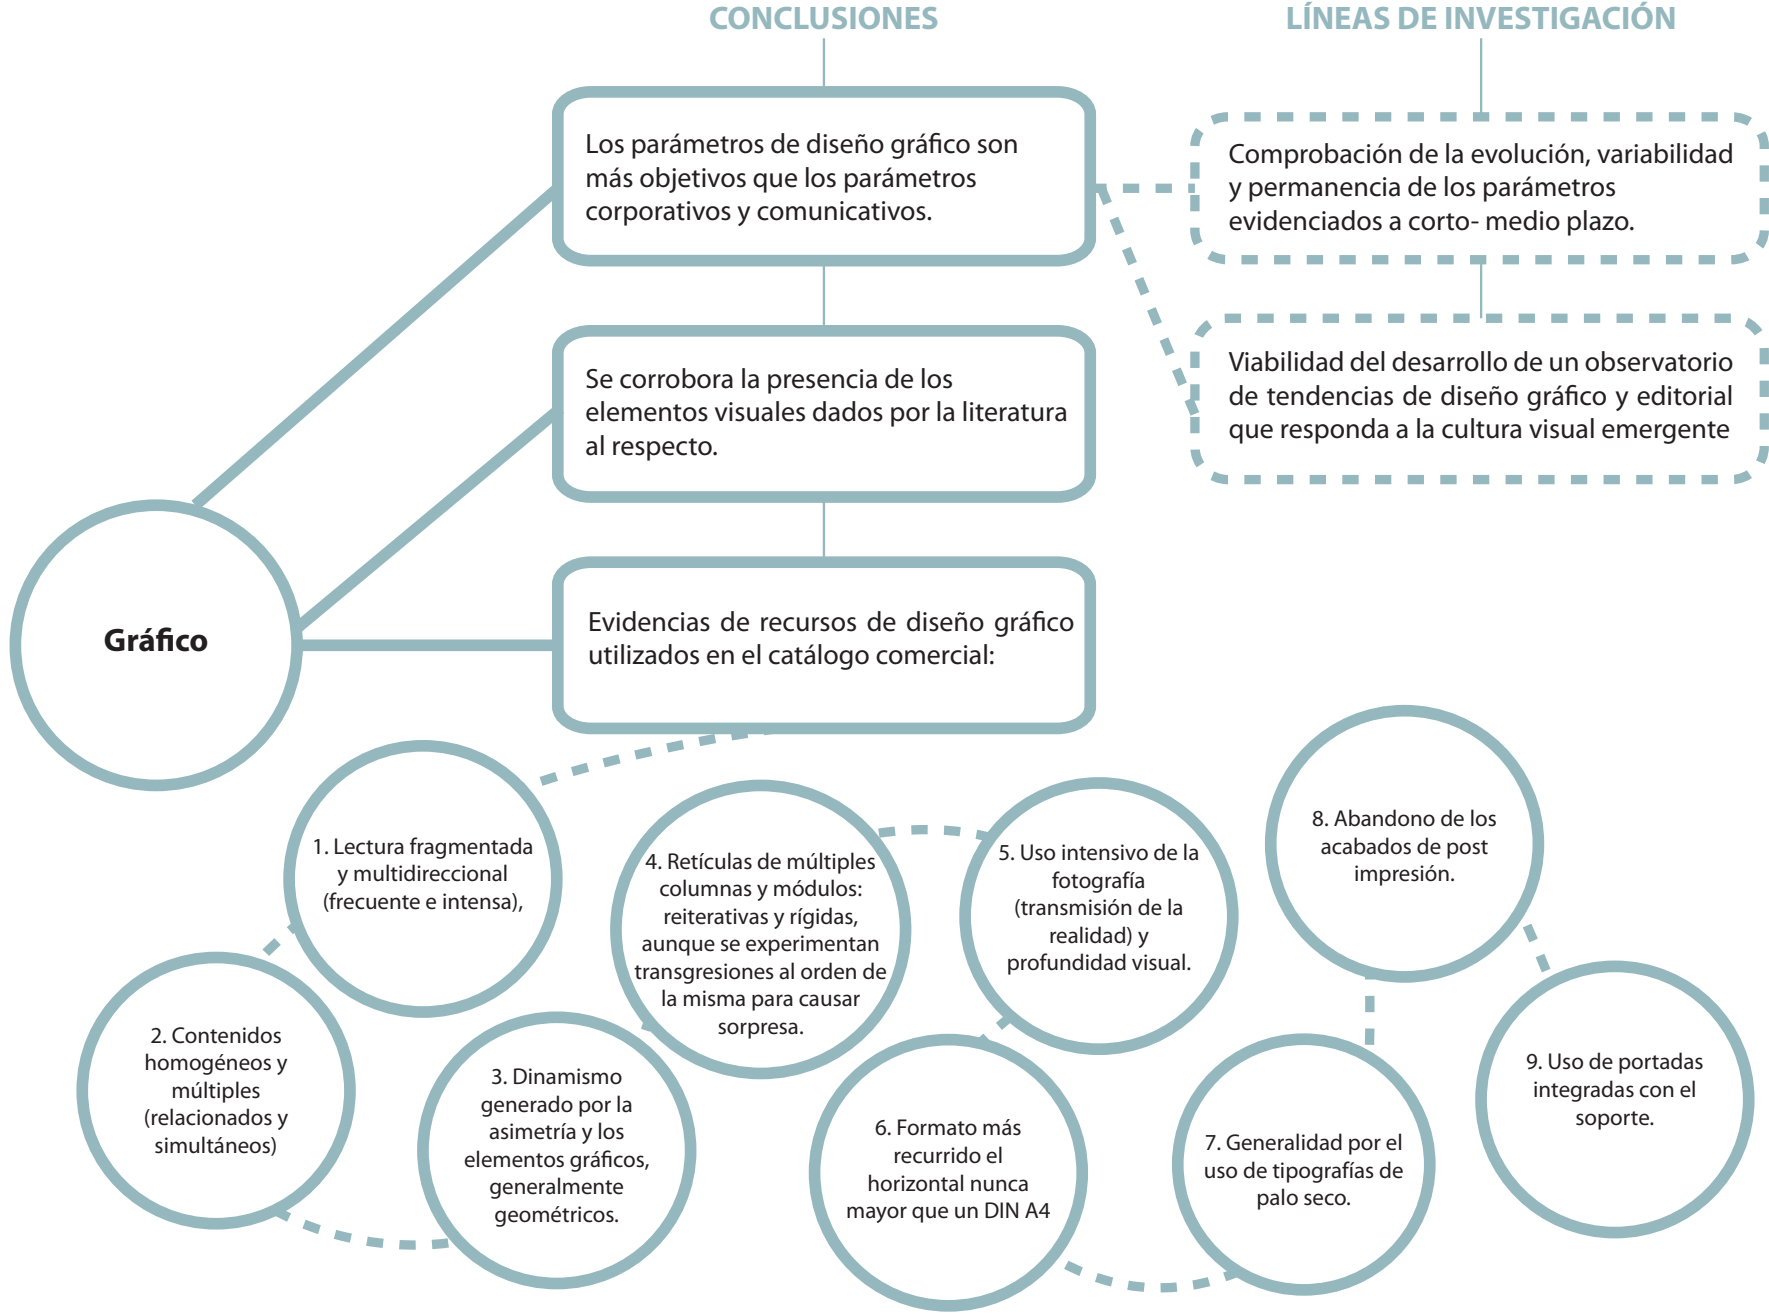 CONCLUSIONES
LÍNEAS DE INVESTIGACIÓN
Los parámetros de diseño gráfico son
más objetivos que los parámetros
corporativos y comunicativos.
Comprobación de la evolución, variabilidad
y permanencia de los parámetros
evidenciados a corto- medio plazo.
Se corrobora la presencia de los
elementos visuales dados por la literatura
al respecto.
Viabilidad del desarrollo de un observatorio
de tendencias de diseño gráfico y editorial
que responda a la cultura visual emergente
Gráfico
Evidencias de recursos de diseño gráfico
utilizados en el catálogo comercial:
1. Lectura fragmentada
y multidireccional
(frecuente e intensa),
2. Contenidos
homogéneos y
múltiples
(relacionados y
simultáneos)
3. Dinamismo
generado por la
asimetría y los
elementos gráficos,
generalmente
geométricos.
4. Retículas de múltiples
columnas y módulos:
reiterativas y rígidas,
aunque se experimentan
transgresiones al orden de
la misma para causar
sorpresa.
5. Uso intensivo de la
fotografía
(transmisión de la
realidad) y
profundidad visual.
6. Formato más
recurrido el
horizontal nunca
mayor que un DIN A4
7. Generalidad por el
uso de tipografías de
palo seco.
8. Abandono de los
acabados de post
impresión.
9. Uso de portadas
integradas con el
soporte.